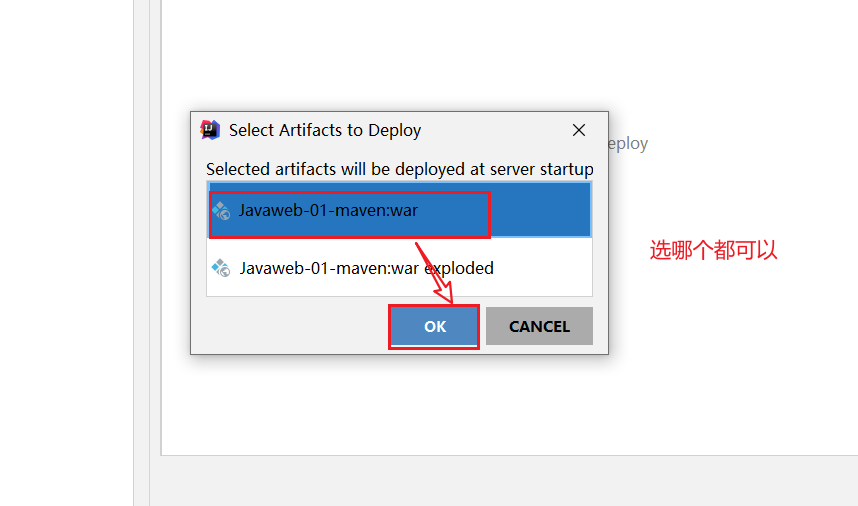 Select Artifacts to Deploy
eploy
Selected artifacts will be deployed at server startup
Javaweb-01-maven:war
选哪个都可以
Javaweb-01-maven:war exploded
OK
CANCEL